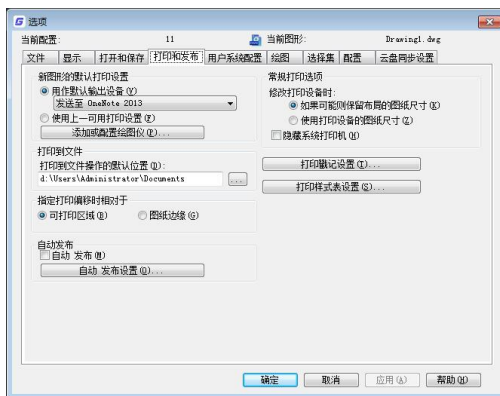 选项
当前配置: 11 当前图形: Drawing1.dwg
文件 显示 打开和保存 打印和发布 用户系统配置 绘图 选择集 配置 云盘同步设置
新图形的默认打印设置
用作默认输出设备(V)
发送至 OneNote 2013
使用上一可用打印设置(F)
添加或配置绘图仪(P)...
打印到文件
打印到文件操作的默认位置(D):
d:\Users\Administrator\Documents
...
指定打印偏移时相对于
可打印区域(B) 图纸边缘(G)
自动发布
自动 发布(M)
自动 发布设置(O)...
常规打印选项
修改打印设备时:
如果可能则保留布局的图纸尺寸(K)
使用打印设备的图纸尺寸(Z)
隐藏系统打印机(H)
打印戳记设置(T)...
打印样式表设置(S)...
确定 取消 应用(A) 帮助(H)